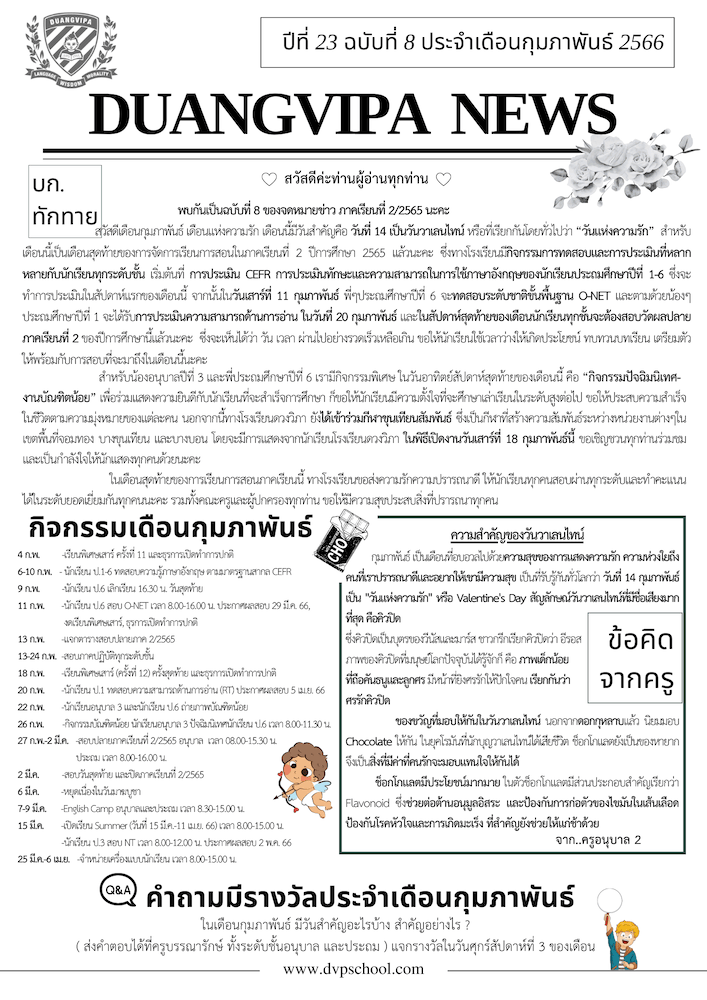 DUANGVIPA
LANGUAGE WISDOM MORALITY
ปีที่ 23 ฉบับที่ 8 ประจำเดือนกุมภาพันธ์ 2566
DUANGVIPA NEWS
บก.
ทักทาย
สวัสดีค่ะท่านผู้อ่านทุกท่าน
พบกันเป็นฉบับที่ 8 ของจดหมายข่าว ภาคเรียนที่ 2/2565 นะคะ
สวัสดีเดือนกุมภาพันธ์ เดือนแห่งความรัก เดือนนี้มีวันสำคัญคือ วันที่ 14 เป็นวันวาเลนไทน์ หรือที่เรียกกันโดยทั่วไปว่า “วันแห่งความรัก” สำหรับ
เดือนนี้เป็นเดือนสุดท้ายของการจัดการเรียนการสอนในภาคเรียนที่ 2 ปีการศึกษา 2565 แล้วนะคะ ซึ่งทางโรงเรียนมีกิจกรรมการทดสอบและการประเมินที่หลาก
หลายกับนักเรียนทุกระดับชั้น เริ่มต้นที่ การประเมิน CEFR การประเมินทักษะและความสามารถในการใช้ภาษาอังกฤษของนักเรียนประถมศึกษาปีที่ 1-6 ซึ่งจะ
ทำการประเมินในสัปดาห์แรกของเดือนนี้ จากนั้นในวันเสาร์ที่ 11 กุมภาพันธ์ พี่ๆประถมศึกษาปีที่ 6 จะทดสอบระดับชาติขั้นพื้นฐาน O-NET และตามด้วยน้องๆ
ประถมศึกษาปีที่ 1 จะได้รับการประเมินความสามารถด้านการอ่าน ในวันที่ 20 กุมภาพันธ์ และในสัปดาห์สุดท้ายของเดือนนักเรียนทุกชั้นจะต้องสอบวัดผลปลาย
ภาคเรียนที่ 2 ของปีการศึกษานี้แล้วนะคะ ซึ่งจะเห็นได้ว่า วัน เวลา ผ่านไปอย่างรวดเร็วเหลือเกิน ขอให้นักเรียนใช้เวลาว่างให้เกิดประโยชน์ ทบทวนบทเรียน เตรียมตัว
ให้พร้อมกับการสอบที่จะมาถึงในเดือนนี้นะคะ
สำหรับน้องอนุบาลปีที่ 3 และพี่ประถมศึกษาปีที่ 6 เรามีกิจกรรมพิเศษ ในวันอาทิตย์สัปดาห์สุดท้ายของเดือนนี้ คือ “กิจกรรมปัจฉิมนิเทศ-
งานบัณฑิตน้อย” เพื่อร่วมแสดงความยินดีกับนักเรียนที่จะสำเร็จการศึกษา ก็ขอให้นักเรียนมีความตั้งใจที่จะศึกษาเล่าเรียนในระดับสูงต่อไป ขอให้ประสบความสำเร็จ
ในชีวิตตามความมุ่งหมายของแต่ละคน นอกจากนี้ทางโรงเรียนดวงวิภา ยังได้เข้าร่วมกีฬาขุนเทียนสัมพันธ์ ซึ่งเป็นกีฬาที่สร้างความสัมพันธ์ระหว่างหน่วยงานต่างๆใน
เขตพื้นที่จอมทอง บางขุนเทียน และบางบอน โดยจะมีการแสดงจากนักเรียนโรงเรียนดวงวิภา ในพิธีเปิดงานวันเสาร์ที่ 18 กุมภาพันธ์นี้ ขอเชิญชวนทุกท่านร่วมชม
และเป็นกำลังใจให้นักแสดงทุกคนด้วยนะคะ
ในเดือนสุดท้ายของการเรียนการสอนภาคเรียนนี้ ทางโรงเรียนขอส่งความรักความปรารถนาดี ให้นักเรียนทุกคนสอบผ่านทุกระดับและทำคะแนน
ได้ในระดับยอดเยี่ยมกันทุกคนนะคะ รวมทั้งคณะครูและผู้ปกครองทุกท่าน ขอให้มีความสุขประสบสิ่งที่ปรารถนาทุกคน
กิจกรรมเดือนกุมภาพันธ์
4 ก.พ. -เรียนพิเศษเสาร์ ครั้งที่ 11 และธุรการเปิดทำการปกติ
6-10 ก.พ. - นักเรียน ป.1-6 ทดสอบความรู้ภาษาอังกฤษ ตามมาตรฐานสากล CEFR
9 ก.พ. -นักเรียน ป.6 เลิกเรียน 16.30 น. วันสุดท้าย
11 ก.พ. -นักเรียน ป.6 สอบ O-NET เวลา 8.00-16.00 น. ประกาศผลสอบ 29 มี.ค. 66,
งดเรียนพิเศษเสาร์, ธุรการเปิดทำการปกติ
13 ก.พ. -แจกตารางสอบปลายภาค 2/2565
13-24 ก.พ. -สอบภาคปฏิบัติทุกระดับชั้น
18 ก.พ. -เรียนพิเศษเสาร์ (ครั้งที่ 12) ครั้งสุดท้าย และธุรการเปิดทำการปกติ
20 ก.พ. -นักเรียน ป.1 ทดสอบความสามารถด้านการอ่าน (RT) ประกาศผลสอบ 5 เม.ย. 66
22 ก.พ. -นักเรียนอนุบาล 3 และนักเรียน ป.6 ถ่ายภาพบัณฑิตน้อย
26 ก.พ. -กิจกรรมบัณฑิตน้อย นักเรียนอนุบาล 3 ปัจฉิมนิเทศนักเรียน ป.6 เวลา 8.00-11.30 น.
27 ก.พ.-2 มี.ค. -สอบปลายภาคเรียนที่ 2/2565 อนุบาล เวลา 08.00-15.30 น.
ประถม เวลา 8.00-16.00 น.
2 มี.ค. -สอบวันสุดท้าย และปิดภาคเรียนที่ 2/2565
6 มี.ค. -หยุดเนื่องในวันมาฆบูชา
7-9 มี.ค. -English Camp อนุบาลและประถม เวลา 8.30-15.00 น.
15 มี.ค. -เปิดเรียน Summer (วันที่ 15 มี.ค.-11 เม.ย. 66) เวลา 8.00-15.00 น.
-นักเรียน ป.3 สอบ NT เวลา 8.00-12.00 น. ประกาศผลสอบ 2 พ.ค. 66
25 มี.ค.-6 เม.ย. -จำหน่ายเครื่องแบบนักเรียน เวลา 8.00-15.00 น.
CHO
ความสำคัญของวันวาเลนไทน์
กุมภาพันธ์ เป็นเดือนที่อบอวลไปด้วยความสุขของการแสดงความรัก ความห่วงใยถึง
คนที่เราปรารถนาดีและอยากให้เขามีความสุข เป็นที่รับรู้กันทั่วโลกว่า วันที่ 14 กุมภาพันธ์
เป็น "วันแห่งความรัก" หรือ Valentine's Day สัญลักษณ์วันวาเลนไทน์ที่มีชื่อเสียงมาก
ที่สุด คือคิวปิด
ซึ่งคิวปิดเป็นบุตรของวีนัสและมาร์ส ชาวกรีกเรียกคิวปิดว่า อีรอส
ภาพของคิวปิดที่มนุษย์โลกปัจจุบันได้รู้จักก็ คือ ภาพเด็กน้อย
ที่ถือคันธนูและลูกศร มีหน้าที่ยิงศรรักให้ปักใจคน เรียกกันว่า
ศรรักคิวปิด
ข้อคิด
จากครู
ของขวัญที่มอบให้กันในวันวาเลนไทน์ นอกจากดอกกุหลาบแล้ว นิยมมอบ
Chocolate ให้กัน ในยุคโรมันที่นักบุญวาเลนไทน์ได้เสียชีวิต ช็อกโกแลตยังเป็นของหายาก
จึงเป็นสิ่งที่มีค่าที่คนรักจะมอบแทนใจให้กันได้
ช็อกโกแลตมีประโยชน์มากมาย ในตัวช็อกโกแลตมีส่วนประกอบสำคัญเรียกว่า
Flavonoid ซึ่งช่วยต่อต้านอนุมูลอิสระ และป้องกันการก่อตัวของไขมันในเส้นเลือด
ป้องกันโรคหัวใจและการเกิดมะเร็ง ที่สำคัญยังช่วยให้แก่ช้าด้วย
จาก..ครูอนุบาล 2
Q&A
คำถามมีรางวัลประจำเดือนกุมภาพันธ์
ในเดือนกุมภาพันธ์ มีวันสำคัญอะไรบ้าง สำคัญอย่างไร ?
( ส่งคำตอบได้ที่ครูบรรณารักษ์ ทั้งระดับชั้นอนุบาล และประถม ) แจกรางวัลในวันศุกร์สัปดาห์ที่ 3 ของเดือน
www.dvpschool.com